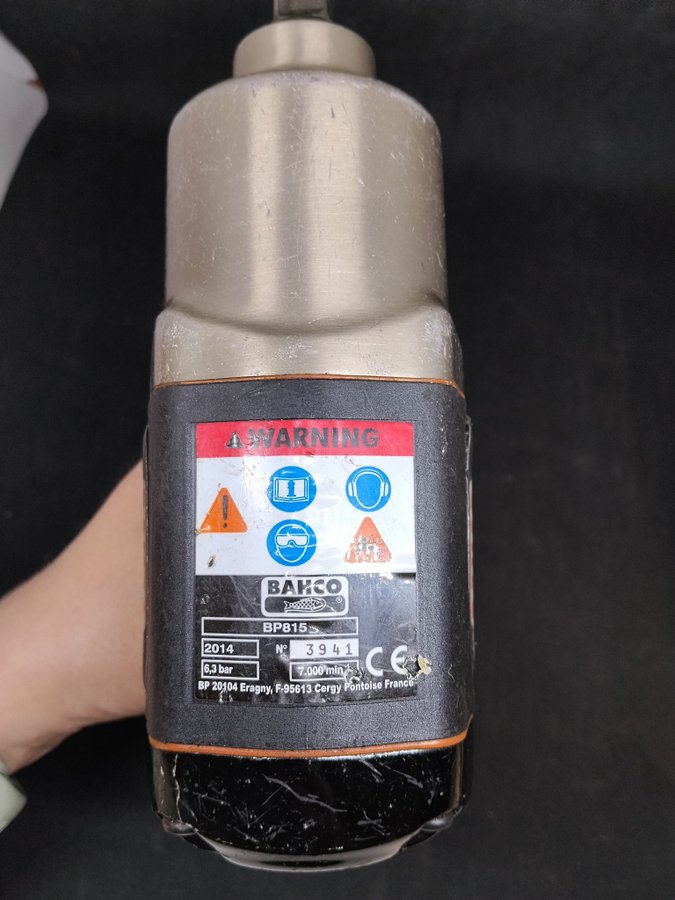 WARNING
BAHCO
®
BP815
2014 N° 3941
6,3 bar 7.000 min⁻¹ CE
BP 20104 Eragny, F-95613 Cergy Pontoise France